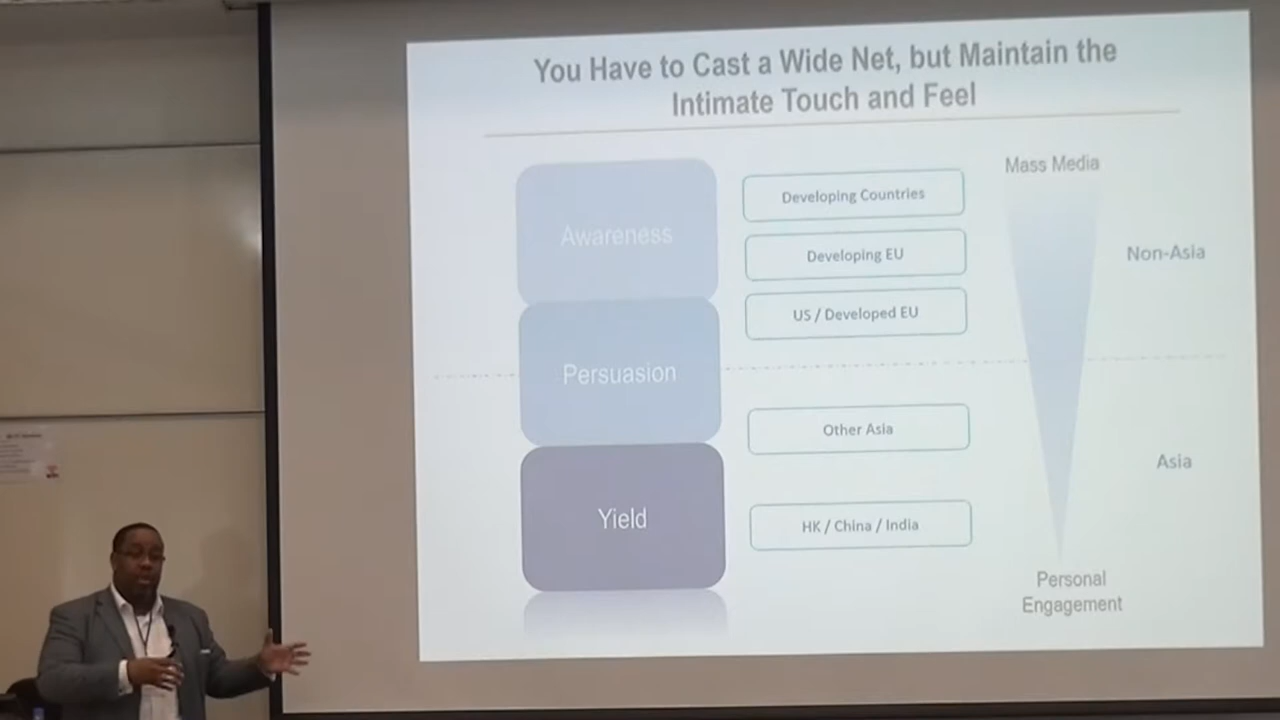 You Have to Cast a Wide Net, but Maintain the
Intimate Touch and Feel
Awareness
Persuasion
Yield
Developing Countries
Developing EU
US / Developed EU
Other Asia
HK / China / India
Mass Media
Non-Asia
Asia
Personal
Engagement